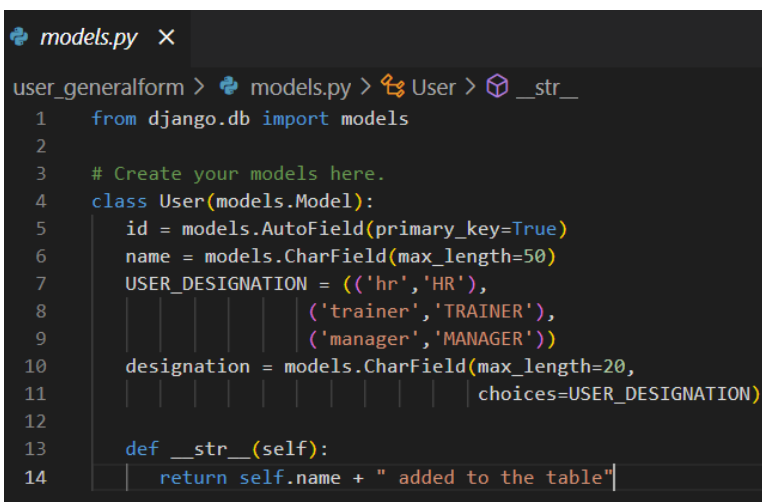 models.py ×
user_generalform > models.py > User > __str__
1 from django.db import models
2
3 # Create your models here.
4 class User(models.Model):
5 id = models.AutoField(primary_key=True)
6 name = models.CharField(max_length=50)
7 USER_DESIGNATION = (('hr','HR'),
8 ('trainer','TRAINER'),
9 ('manager','MANAGER'))
10 designation = models.CharField(max_length=20,
11 choices=USER_DESIGNATION)
12
13 def __str__(self):
14 return self.name + " added to the table"